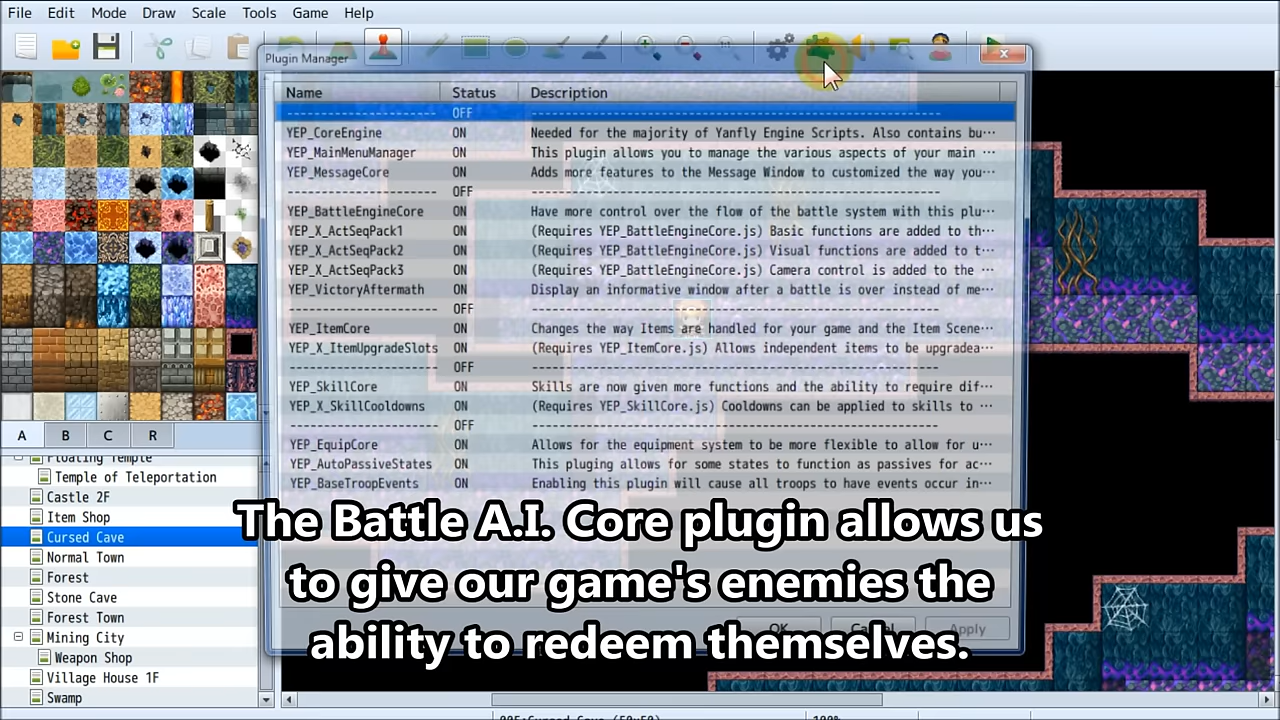 File Edit Mode Draw Scale Tools Game Help
Plugin Manager
Name Status Description
---------------------- OFF -----------------------------------------------
YEP_CoreEngine ON Needed for the majority of Yanfly Engine Scripts. Also contains bu···
YEP_MainMenuManager ON This plugin allows you to manage the various aspects of your main ···
YEP_MessageCore ON Adds more features to the Message Window to customized the way you···
---------------------- OFF -----------------------------------------------
YEP_BattleEngineCore ON Have more control over the flow of the battle system with this plu···
YEP_X_ActSeqPack1 ON (Requires YEP_BattleEngineCore.js) Basic functions are added to th···
YEP_X_ActSeqPack2 ON (Requires YEP_BattleEngineCore.js) Visual functions are added to t···
YEP_X_ActSeqPack3 ON (Requires YEP_BattleEngineCore.js) Camera control is added to the ···
YEP_VictoryAftermath ON Display an informative window after a battle is over instead of me···
---------------------- OFF -----------------------------------------------
YEP_ItemCore ON Changes the way Items are handled for your game and the Item Scene···
YEP_X_ItemUpgradeSlots ON (Requires YEP_ItemCore.js) Allows independent items to be upgradea···
---------------------- OFF -----------------------------------------------
YEP_SkillCore ON Skills are now given more functions and the ability to require dif···
YEP_X_SkillCooldowns ON (Requires YEP_SkillCore.js) Cooldowns can be applied to skills to ···
---------------------- OFF -----------------------------------------------
YEP_EquipCore ON Allows for the equipment system to be more flexible to allow for u···
YEP_AutoPassiveStates ON This pluging allows for some states to function as passives for ac···
YEP_BaseTroopEvents ON Enabling this plugin will cause all troops to have events occur in···
A B C R
Floating Temple
Temple of Teleportation
Castle 2F
Item Shop
Cursed Cave
Normal Town
Forest
Stone Cave
Forest Town
Mining City
Weapon Shop
Village House 1F
Swamp
The Battle A.I. Core plugin allows us
to give our game's enemies the
ability to redeem themselves.
OK Cancel Apply
005:Cursed Cave (50x50) 100%